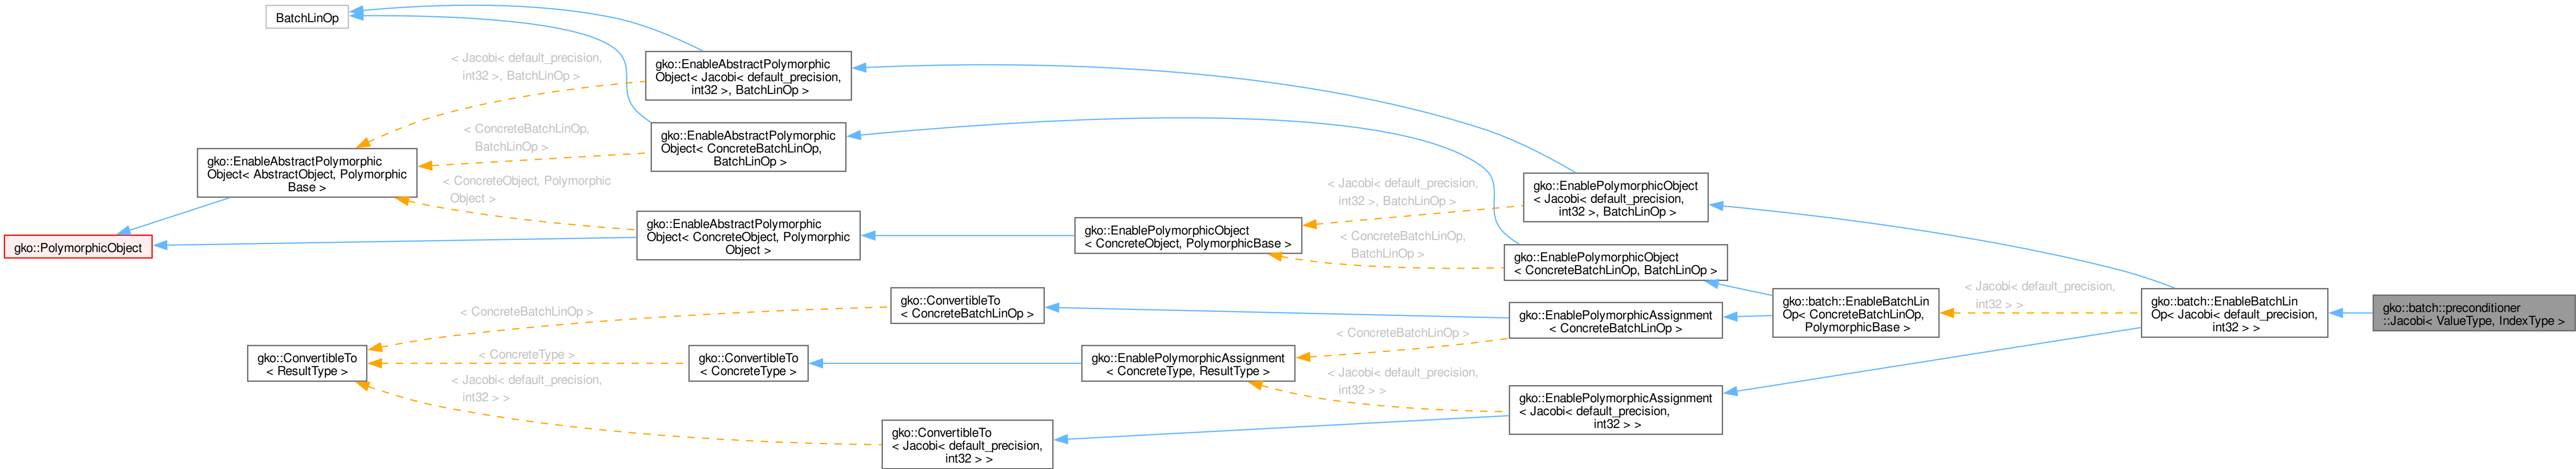 BatchLinOp
< Jacobi< default_precision,
int32 >, BatchLinOp >
gko::EnableAbstractPolymorphic
Object< Jacobi< default_precision,
int32 >, BatchLinOp >
< ConcreteBatchLinOp,
BatchLinOp >
gko::EnableAbstractPolymorphic
Object< ConcreteBatchLinOp,
BatchLinOp >
gko::EnableAbstractPolymorphic
Object< AbstractObject, Polymorphic
Base >
< ConcreteObject, Polymorphic
Object >
gko::PolymorphicObject
gko::EnableAbstractPolymorphic
Object< ConcreteObject, Polymorphic
Object >
gko::EnablePolymorphicObject
< ConcreteObject, PolymorphicBase >
< Jacobi< default_precision,
int32 >, BatchLinOp >
< ConcreteBatchLinOp,
BatchLinOp >
gko::EnablePolymorphicObject
< Jacobi< default_precision,
int32 >, BatchLinOp >
gko::EnablePolymorphicObject
< ConcreteBatchLinOp, BatchLinOp >
< ConcreteBatchLinOp >
gko::ConvertibleTo
< ConcreteBatchLinOp >
gko::EnablePolymorphicAssignment
< ConcreteBatchLinOp >
gko::batch::EnableBatchLin
Op< ConcreteBatchLinOp,
PolymorphicBase >
< Jacobi< default_precision,
int32 > >
gko::batch::EnableBatchLin
Op< Jacobi< default_precision,
int32 > >
gko::batch::preconditioner
::Jacobi< ValueType, IndexType >
gko::ConvertibleTo
< ResultType >
< ConcreteType >
gko::ConvertibleTo
< ConcreteType >
gko::EnablePolymorphicAssignment
< ConcreteType, ResultType >
< ConcreteBatchLinOp >
< Jacobi< default_precision,
int32 > >
< Jacobi< default_precision,
int32 > >
gko::EnablePolymorphicAssignment
< Jacobi< default_precision,
int32 > >
gko::ConvertibleTo
< Jacobi< default_precision,
int32 > >